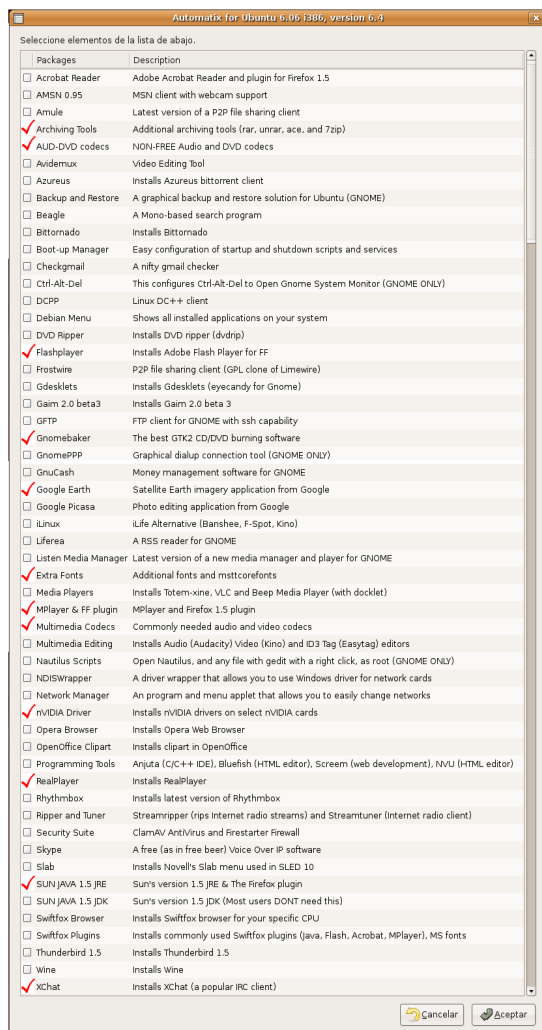 Automatix for Ubuntu 6.06 i386, version 6.4
Seleccione elementos de la lista de abajo.
Packages Description
Acrobat Reader Adobe Acrobat Reader and plugin for Firefox 1.5
AMSN 0.95 MSN client with webcam support
Amule Latest version of a P2P file sharing client
Archiving Tools Additional archiving tools (rar, unrar, ace, and 7zip)
AUD-DVD codecs NON-FREE Audio and DVD codecs
Avidemux Video Editing Tool
Azureus Installs Azureus bittorrent client
Backup and Restore A graphical backup and restore solution for Ubuntu (GNOME)
Beagle A Mono-based search program
Bittornado Installs Bittornado
Boot-up Manager Easy configuration of startup and shutdown scripts and services
Checkgmail A nifty gmail checker
Ctrl-Alt-Del This configures Ctrl-Alt-Del to Open Gnome System Monitor (GNOME ONLY)
DCPP Linux DC++ client
Debian Menu Shows all installed applications on your system
DVD Ripper Installs DVD ripper (dvdrip)
Flashplayer Installs Adobe Flash Player for FF
Frostwire P2P file sharing client (GPL clone of Limewire)
Gdesklets Installs Gdesklets (eyecandy for Gnome)
Gaim 2.0 beta3 Installs Gaim 2.0 beta 3
GFTP FTP client for GNOME with ssh capability
Gnomebaker The best GTK2 CD/DVD burning software
GnomePPP Graphical dialup connection tool (GNOME ONLY)
GnuCash Money management software for GNOME
Google Earth Satellite Earth imagery application from Google
Google Picasa Photo editing application from Google
iLinux iLife Alternative (Banshee, F-Spot, Kino)
Liferea A RSS reader for GNOME
Listen Media Manager Latest version of a new media manager and player for GNOME
Extra Fonts Additional fonts and msttcorefonts
Media Players Installs Totem-xine, VLC and Beep Media Player (with docklet)
MPlayer & FF plugin MPlayer and Firefox 1.5 plugin
Multimedia Codecs Commonly needed audio and video codecs
Multimedia Editing Installs Audio (Audacity) Video (Kino) and ID3 Tag (Easytag) editors
Nautilus Scripts Open Nautilus, and any file with gedit with a right click, as root (GNOME ONLY)
NDISWrapper A driver wrapper that allows you to use Windows driver for network cards
Network Manager An program and menu applet that allows you to easily change networks
nVIDIA Driver Installs nVIDIA drivers on select nVIDIA cards
Opera Browser Installs Opera Web Browser
OpenOffice Clipart Installs clipart in OpenOffice
Programming Tools Anjuta (C/C++ IDE), Bluefish (HTML editor), Screem (web development), NVU (HTML editor)
RealPlayer Installs RealPlayer
Rhythmbox Installs latest version of Rhythmbox
Ripper and Tuner Streamripper (rips Internet radio streams) and Streamtuner (Internet radio client)
Security Suite ClamAV AntiVirus and Firestarter Firewall
Skype A free (as in free beer) Voice Over IP software
Slab Installs Novell's Slab menu used in SLED 10
SUN JAVA 1.5 JRE Sun's version 1.5 JRE & The Firefox plugin
SUN JAVA 1.5 JDK Sun's version 1.5 JDK (Most users DONT need this)
Swiftfox Browser Installs Swiftfox browser for your specific CPU
Swiftfox Plugins Installs commonly used Swiftfox plugins (Java, Flash, Acrobat, MPlayer), MS fonts
Thunderbird 1.5 Installs Thunderbird 1.5
Wine Installs Wine
XChat Installs XChat (a popular IRC client)
Cancelar Aceptar